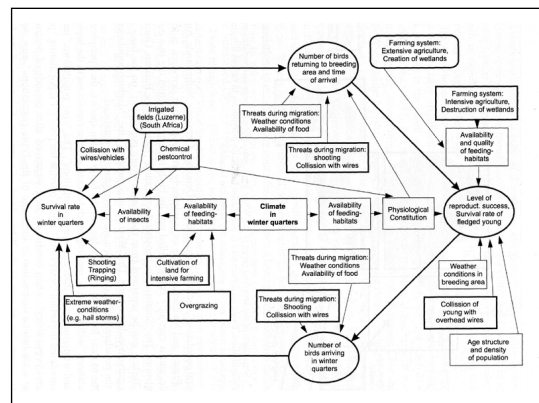 Number of birds
returning to breeding
area and time
of arrival
Farming system:
Extensive agriculture,
Creation of wetlands
Farming system:
Intensive agriculture,
Destruction of wetlands
Irrigated
fields (Luzerne)
(South Africa)
Threats during migration:
Weather conditions
Availability of food
Threats during migration:
shooting
Collision with wires
Availability
and quality
of feeding-
habitats
Collission with
wires/vehicles
Chemical
pestcontrol
Survival rate
in
winter quarters
Availability
of insects
Availability
of feeding-
habitats
Climate in
winter quarters
Availability
of feeding-
habitats
Physiological
Constitution
Level of
reproduct. success,
Survival rate of
fledged young
Shooting
Trapping
(Ringing)
Cultivation of
land for
intensive farming
Threats during migration:
Weather conditions
Availability of food
Weather
conditions in
breeding area
Extreme weather-
conditions
(e.g. hail storms)
Overgrazing
Threats during migration:
Shooting
Collission with wires
Collission of
young with
overhead wires
Number of
birds arriving
in winter
quarters
Age structure
and density
of population